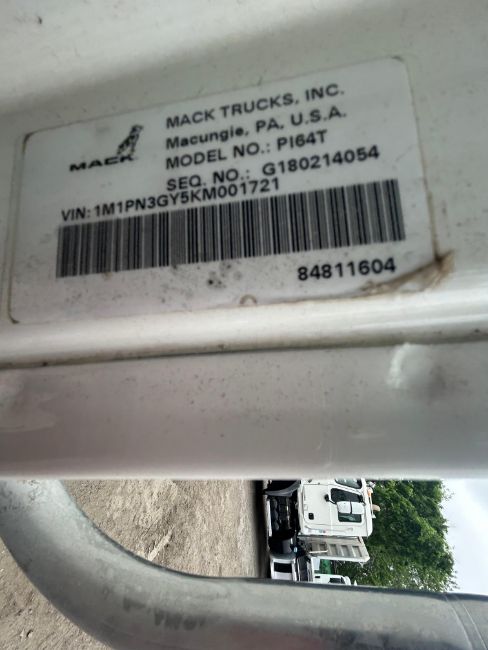 MACK TRUCKS, INC.
Macungie, PA, U.S.A.
MACK
MODEL NO.: PI64T
SEQ. NO.: G180214054
VIN: 1M1PN3GY5KM001721
84811604